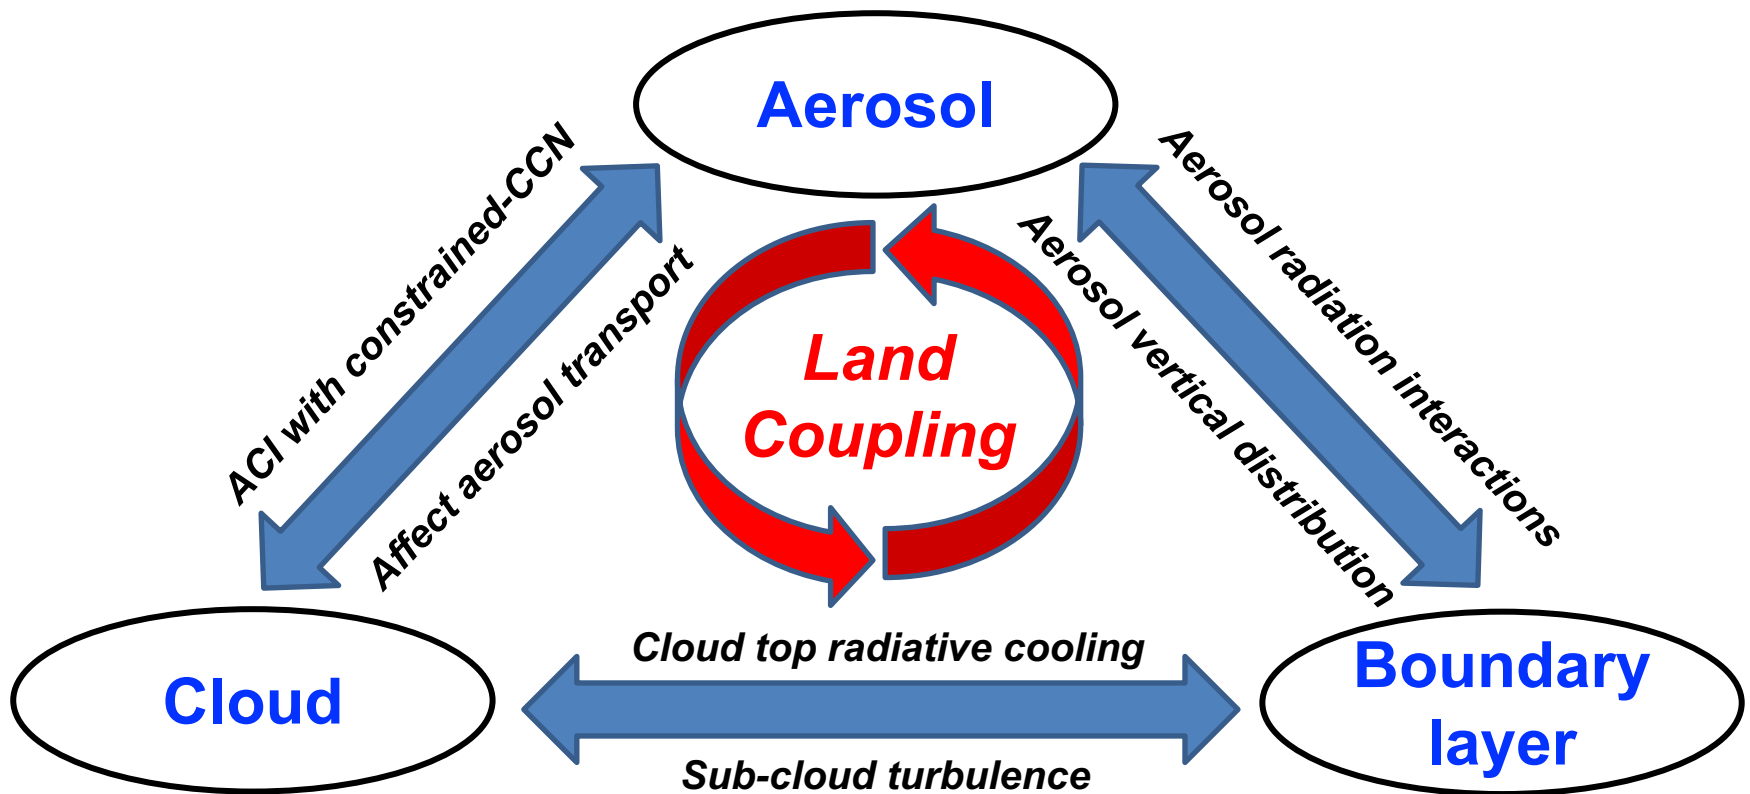 Aerosol
ACI with constrained-CCN
Affect aerosol transport
Aerosol radiation interactions
Aerosol vertical distribution
Land
Coupling
Cloud top radiative cooling
Cloud
Boundary
layer
Sub-cloud turbulence